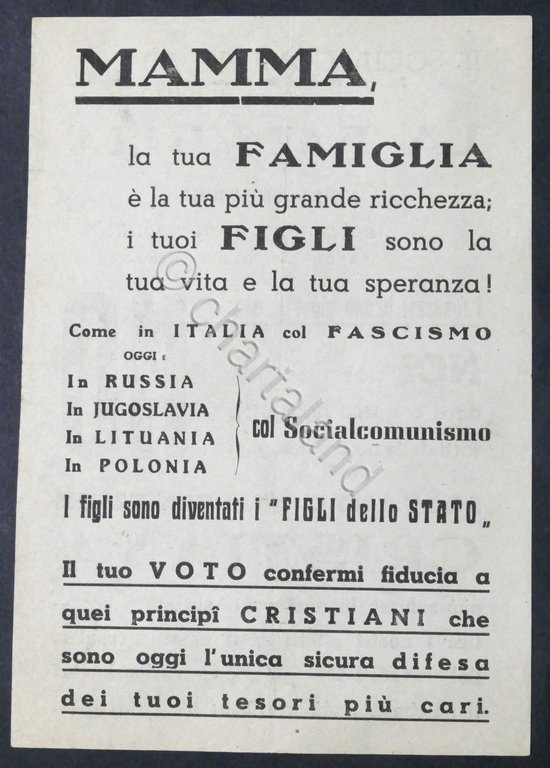 MAMMA,
la tua FAMIGLIA
è la tua più grande ricchezza;
i tuoi FIGLI sono la
tua vita e la tua speranza!
Come in ITALIA col FASCISMO
OGGI:
In RUSSIA
In JUGOSLAVIA
In LITUANIA
In POLONIA
col Socialcomunismo
I figli sono diventati i "FIGLI dello STATO„
Il tuo VOTO confermi fiducia a
quei principî CRISTIANI che
sono oggi l'unica sicura difesa
dei tuoi tesori più cari.
© chartaland